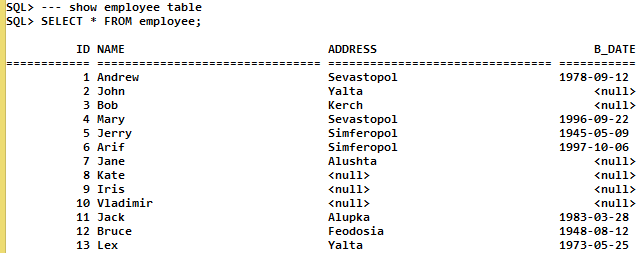 SQL> --- show employee table
SQL> SELECT * FROM employee;
ID NAME ADDRESS B_DATE
============ =============================== =============================== ===========
1 Andrew Sevastopol 1978-09-12
2 John Yalta <null>
3 Bob Kerch <null>
4 Mary Sevastopol 1996-09-22
5 Jerry Simferopol 1945-05-09
6 Arif Simferopol 1997-10-06
7 Jane Alushta <null>
8 Kate <null> <null>
9 Iris <null> <null>
10 Vladimir <null> <null>
11 Jack Alupka 1983-03-28
12 Bruce Feodosia 1948-08-12
13 Lex Yalta 1973-05-25